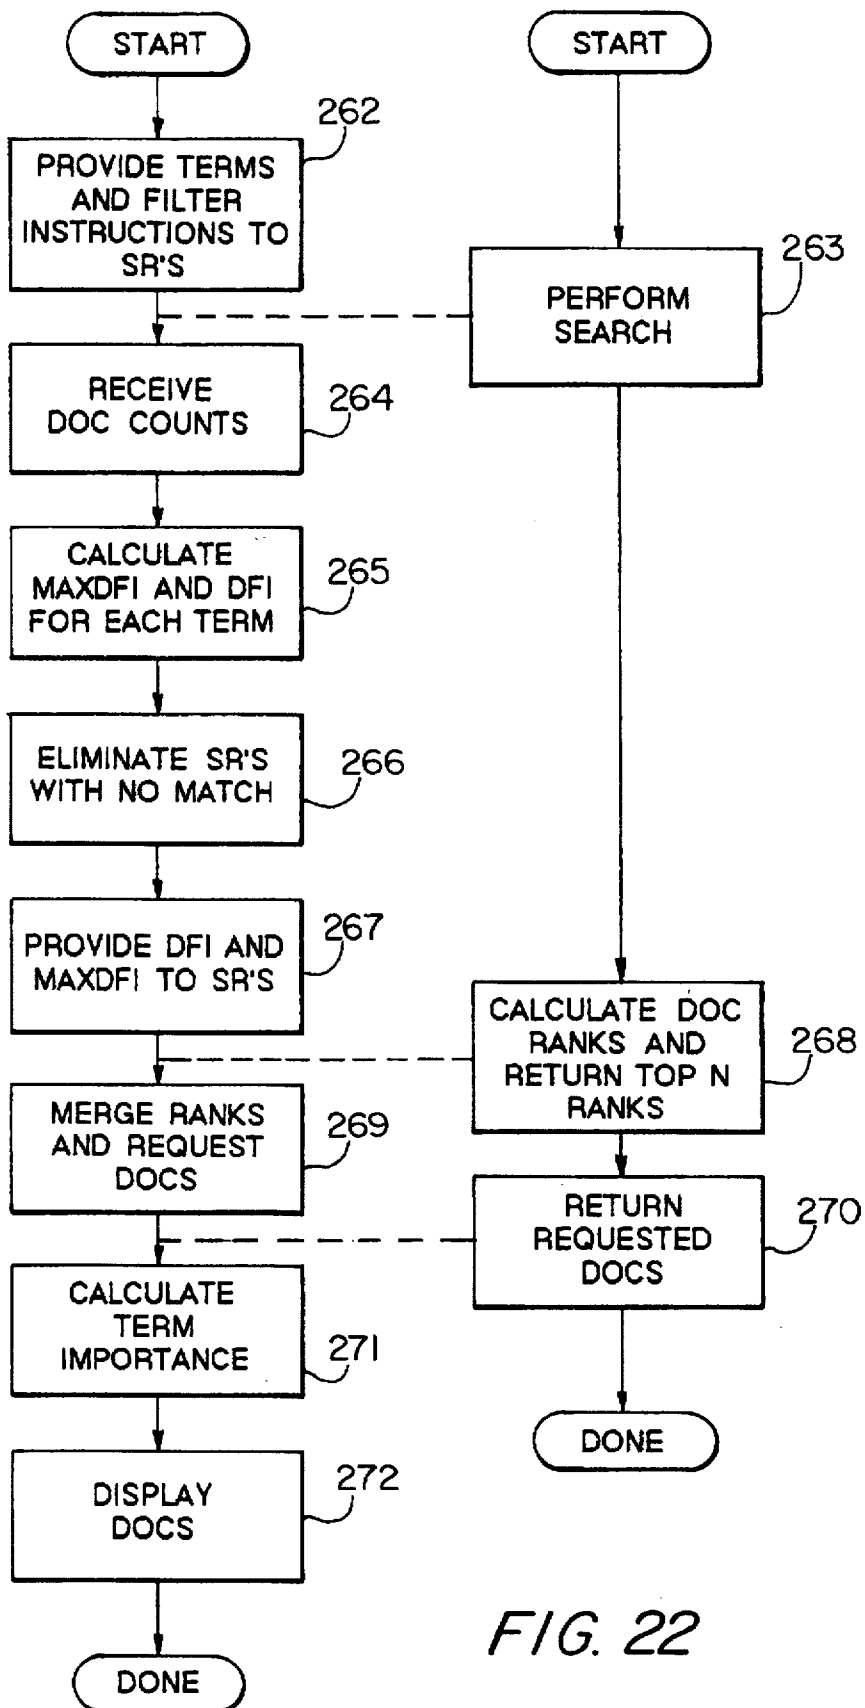 START
262
PROVIDE TERMS
AND FILTER
INSTRUCTIONS TO
SR'S
RECEIVE
DOC COUNTS
264
CALCULATE
MAXDFI AND DFI
FOR EACH TERM
265
ELIMINATE SR'S
WITH NO MATCH
266
PROVIDE DFI AND
MAXDFI TO SR'S
267
MERGE RANKS
AND REQUEST
DOCS
269
CALCULATE
TERM
IMPORTANCE
271
DISPLAY
DOCS
272
DONE
START
263
PERFORM
SEARCH
CALCULATE DOC
RANKS AND
RETURN TOP N
RANKS
268
RETURN
REQUESTED
DOCS
270
DONE
FIG. 22